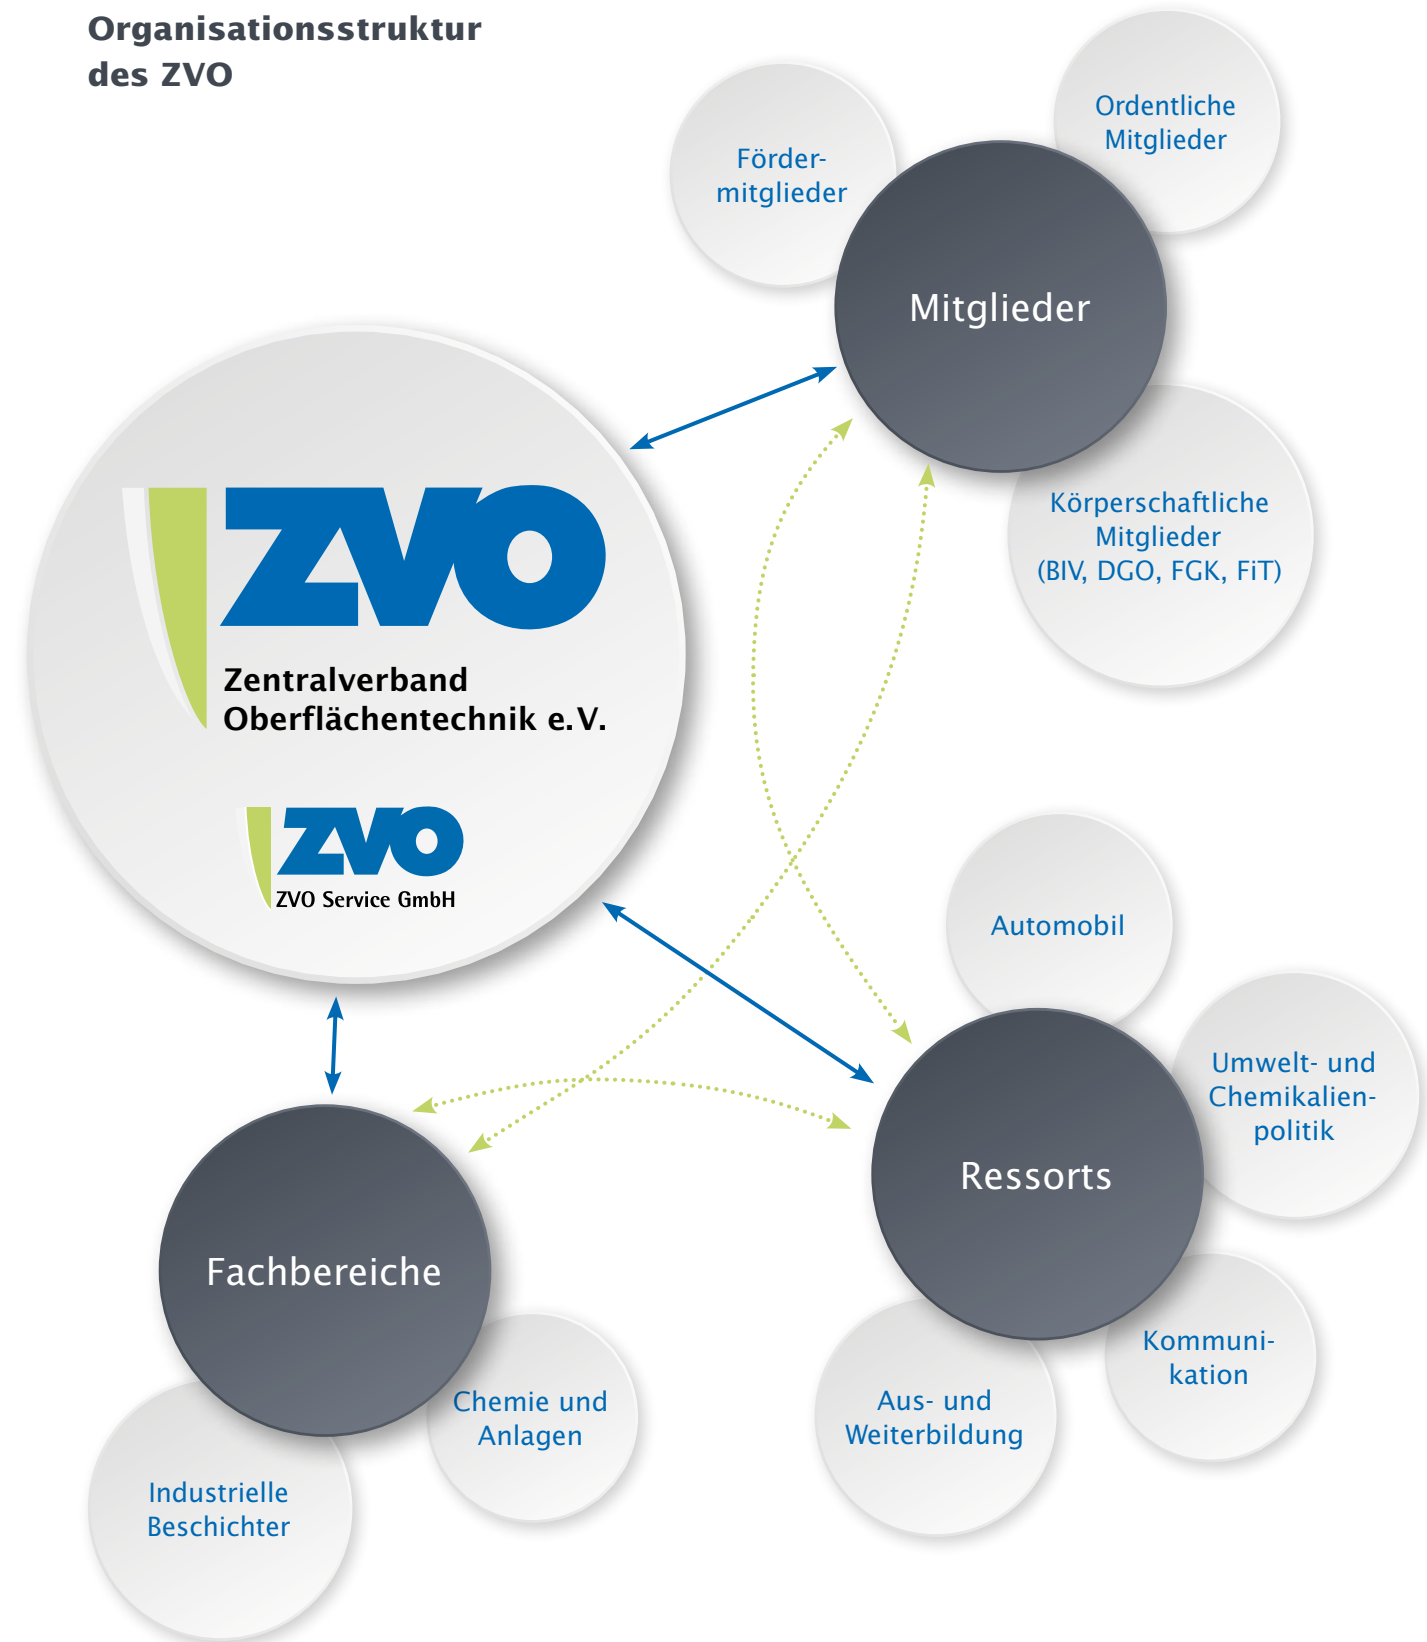 Organisationsstruktur
des ZVO
Ordentliche
Mitglieder
Förder-
mitglieder
Mitglieder
Körperschaftliche
Mitglieder
(BIV, DGO, FGK, FiT)
ZVO
Zentralverband
Oberflächentechnik e.V.
ZVO
ZVO Service GmbH
Automobil
Umwelt- und
Chemikalien-
politik
Ressorts
Kommuni-
kation
Aus- und
Weiterbildung
Fachbereiche
Chemie und
Anlagen
Industrielle
Beschichter